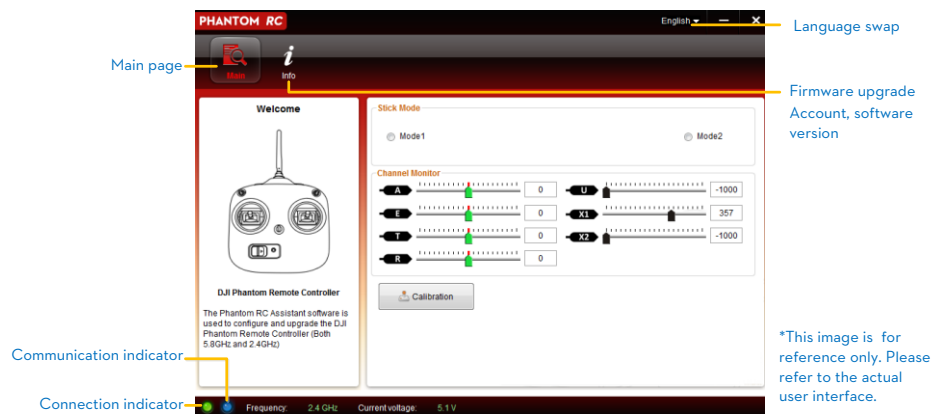 PHANTOM RC
English
Language swap
Main page
Main
Info
Firmware upgrade
Account, software
version
Welcome
DJI Phantom Remote Controller
The Phantom RC Assistant software is
used to configure and upgrade the DJI
Phantom Remote Controller (Both
5.8GHz and 2.4GHz)
Stick Mode
Mode1
Mode2
Channel Monitor
A 0
U -1000
E 0
X1 357
T 0
X2 -1000
R 0
Calibration
*This image is for
reference only. Please
refer to the actual
user interface.
Communication indicator
Connection indicator
Frequency: 2.4 GHz Current voltage: 5.1 V